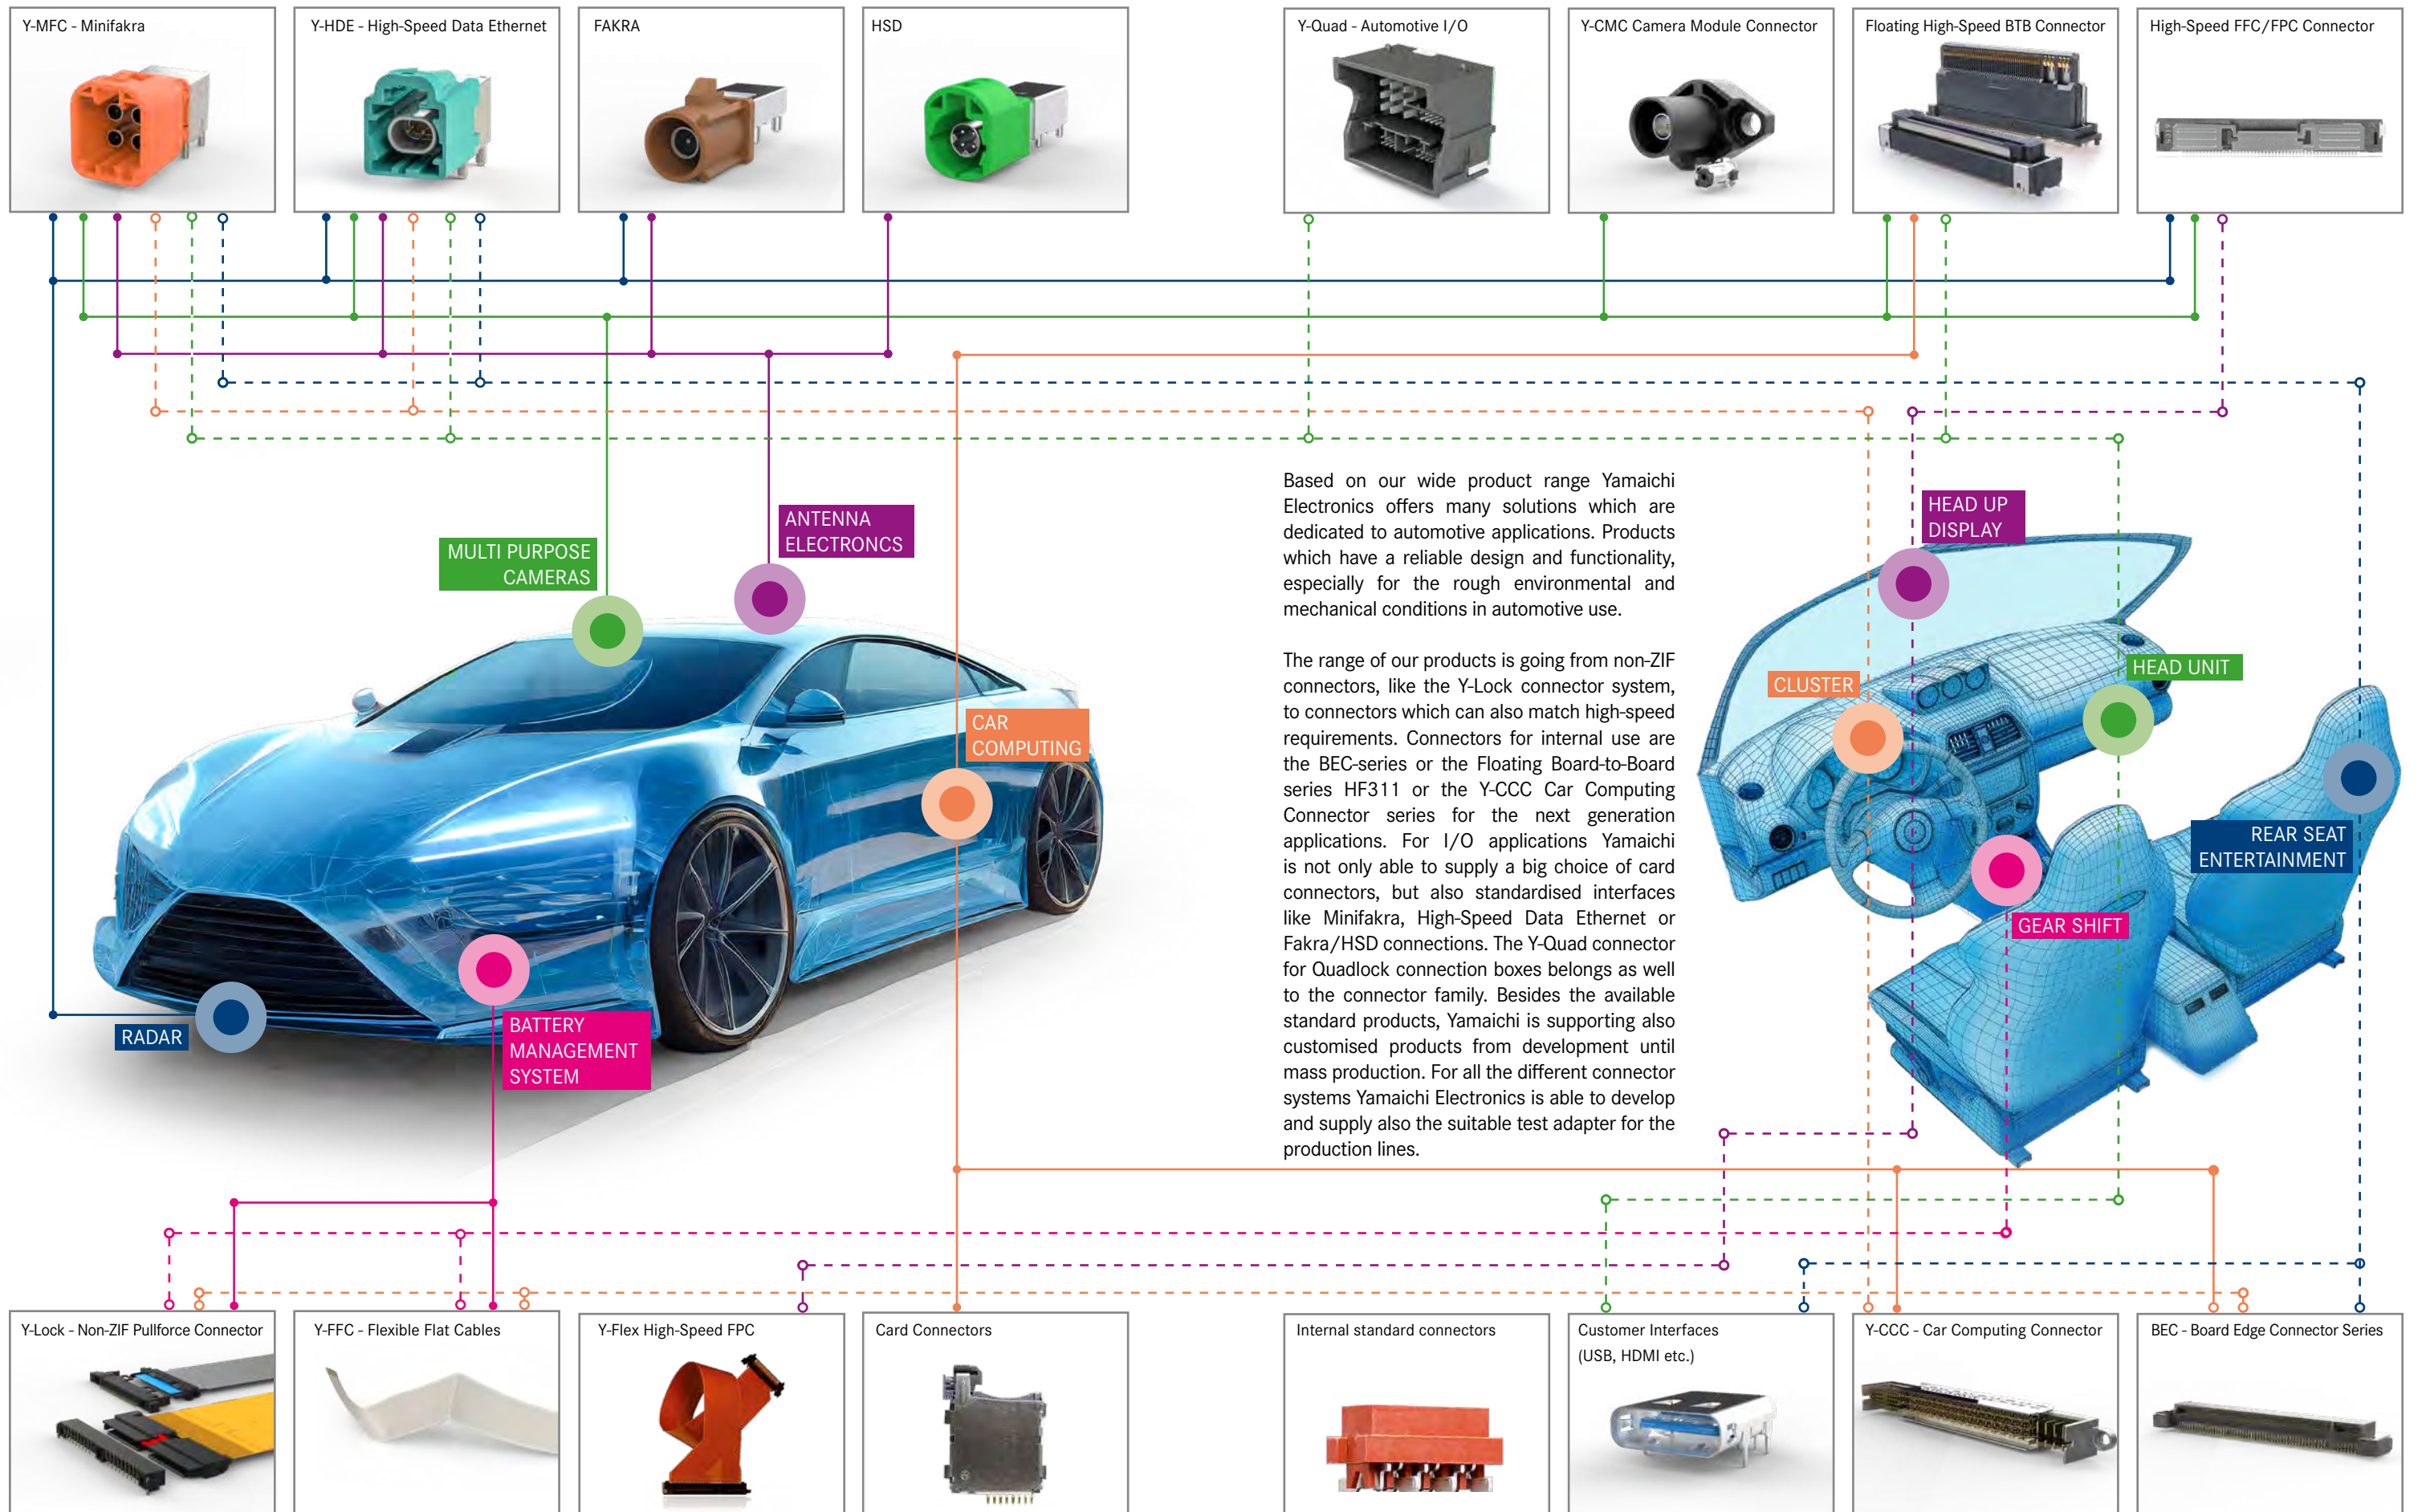 Y-MFC - Minifakra
Y-HDE - High-Speed Data Ethernet
FAKRA
HSD
Y-Quad - Automotive I/O
Y-CMC Camera Module Connector
Floating High-Speed BTB Connector
High-Speed FFC/FPC Connector
MULTI PURPOSE
CAMERAS
ANTENNA
ELECTRONCS
CAR
COMPUTING
RADAR
BATTERY
MANAGEMENT
SYSTEM
Based on our wide product range Yamaichi
Electronics offers many solutions which are
dedicated to automotive applications. Products
which have a reliable design and functionality,
especially for the rough environmental and
mechanical conditions in automotive use.
The range of our products is going from non-ZIF
connectors, like the Y-Lock connector system,
to connectors which can also match high-speed
requirements. Connectors for internal use are
the BEC-series or the Floating Board-to-Board
series HF311 or the Y-CCC Car Computing
Connector series for the next generation
applications. For I/O applications Yamaichi
is not only able to supply a big choice of card
connectors, but also standardised interfaces
like Minifakra, High-Speed Data Ethernet or
Fakra/HSD connections. The Y-Quad connector
for Quadlock connection boxes belongs as well
to the connector family. Besides the available
standard products, Yamaichi is supporting also
customised products from development until
mass production. For all the different connector
systems Yamaichi Electronics is able to develop
and supply also the suitable test adapter for the
production lines.
HEAD UP
DISPLAY
CLUSTER
HEAD UNIT
REAR SEAT
ENTERTAINMENT
GEAR SHIFT
Y-Lock - Non-ZIF Pullforce Connector
Y-FFC - Flexible Flat Cables
Y-Flex High-Speed FPC
Card Connectors
Internal standard connectors
Customer Interfaces
(USB, HDMI etc.)
Y-CCC - Car Computing Connector
BEC - Board Edge Connector Series